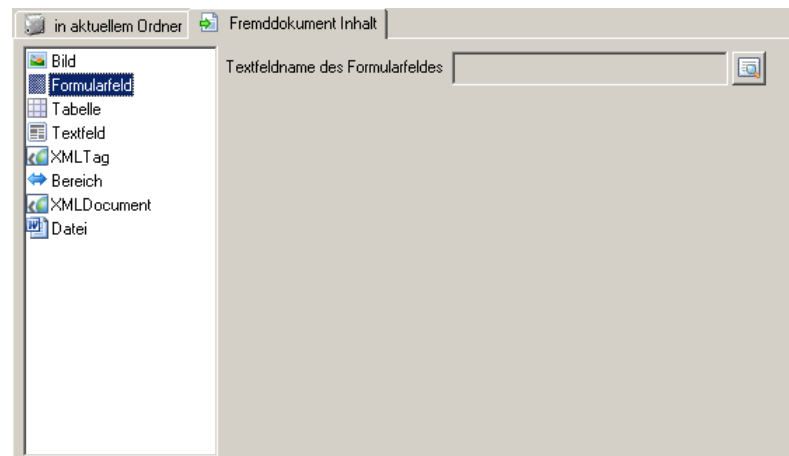 in aktuellem Ordner
Fremddokument Inhalt
Bild
Textfeldname des Formularfeldes
Formularfeld
Tabelle
Textfeld
XMLTag
Bereich
XMLDocument
Datei